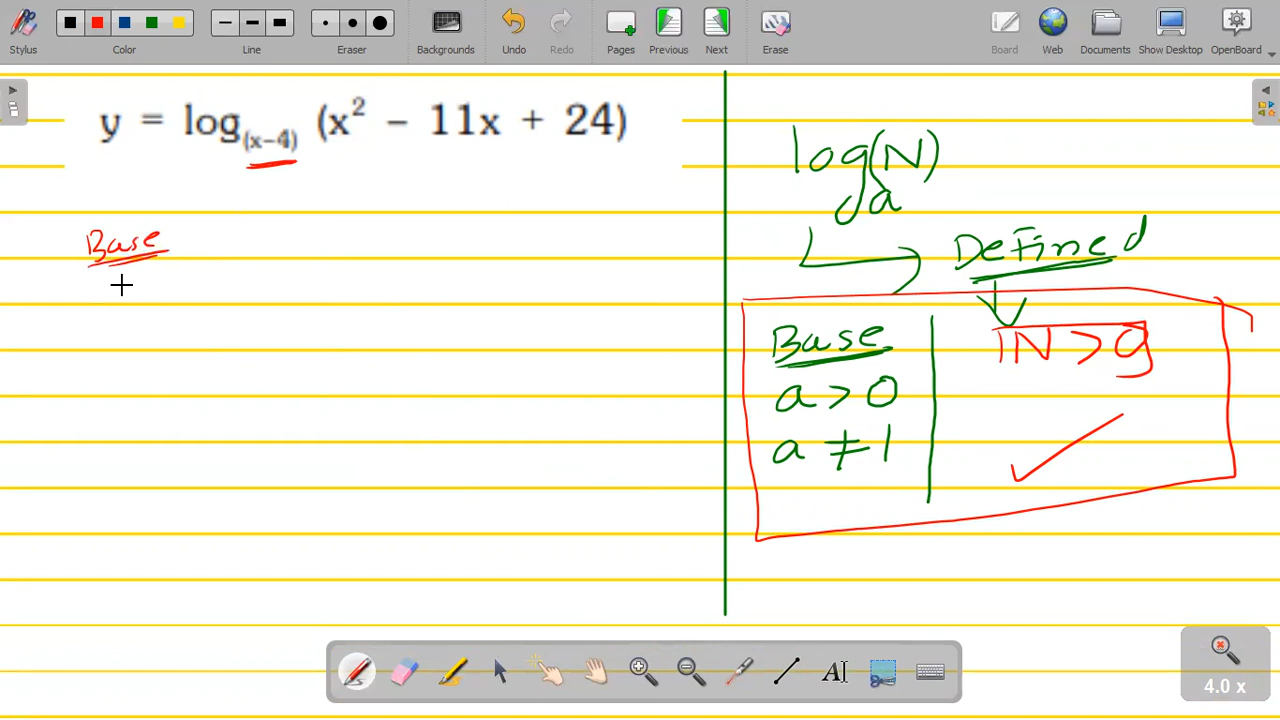 Stylus Color Line Eraser Backgrounds Undo Redo Pages Previous Next Erase Board Web Documents Show Desktop OpenBoard
y = log₍ₓ₋₄₎ (x² − 11x + 24)
log(N)
a
Base
Defined
Base
a > 0
a ≠ 1
N > 0
4.0 x